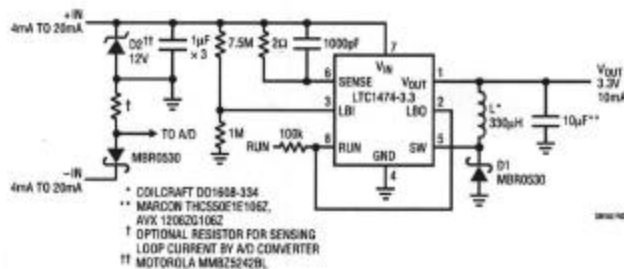 +IN
4mA TO 20mA
D2††
12V
1µF
× 3
7.5M
2Ω
1000pF
7
VIN
6
SENSE
VOUT
1
LTC1474-3.3
3
LBI
LBO
2
8
RUN
SW
5
GND
4
1M
100k
RUN
†
TO A/D
MBR0530
–IN
4mA TO 20mA
L*
330µH
10µF**
D1
MBR0530
VOUT
3.3V
10mA
* COILCRAFT DO1608-334
** MARCON THCS50E1E106Z,
AVX 1206ZG106Z
† OPTIONAL RESISTOR FOR SENSING
LOOP CURRENT BY A/D CONVERTER
†† MOTOROLA MMBZ5242BL